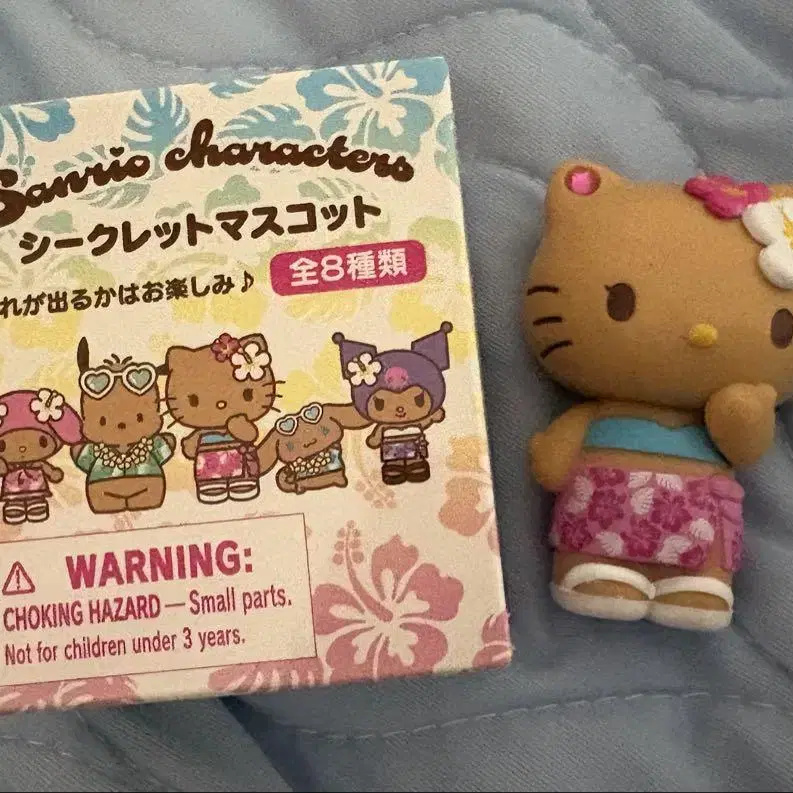 Sanrio characters
シークレットマスコット
れが出るかはお楽しみ♪
全8種類
WARNING:
CHOKING HAZARD — Small parts.
Not for children under 3 years.